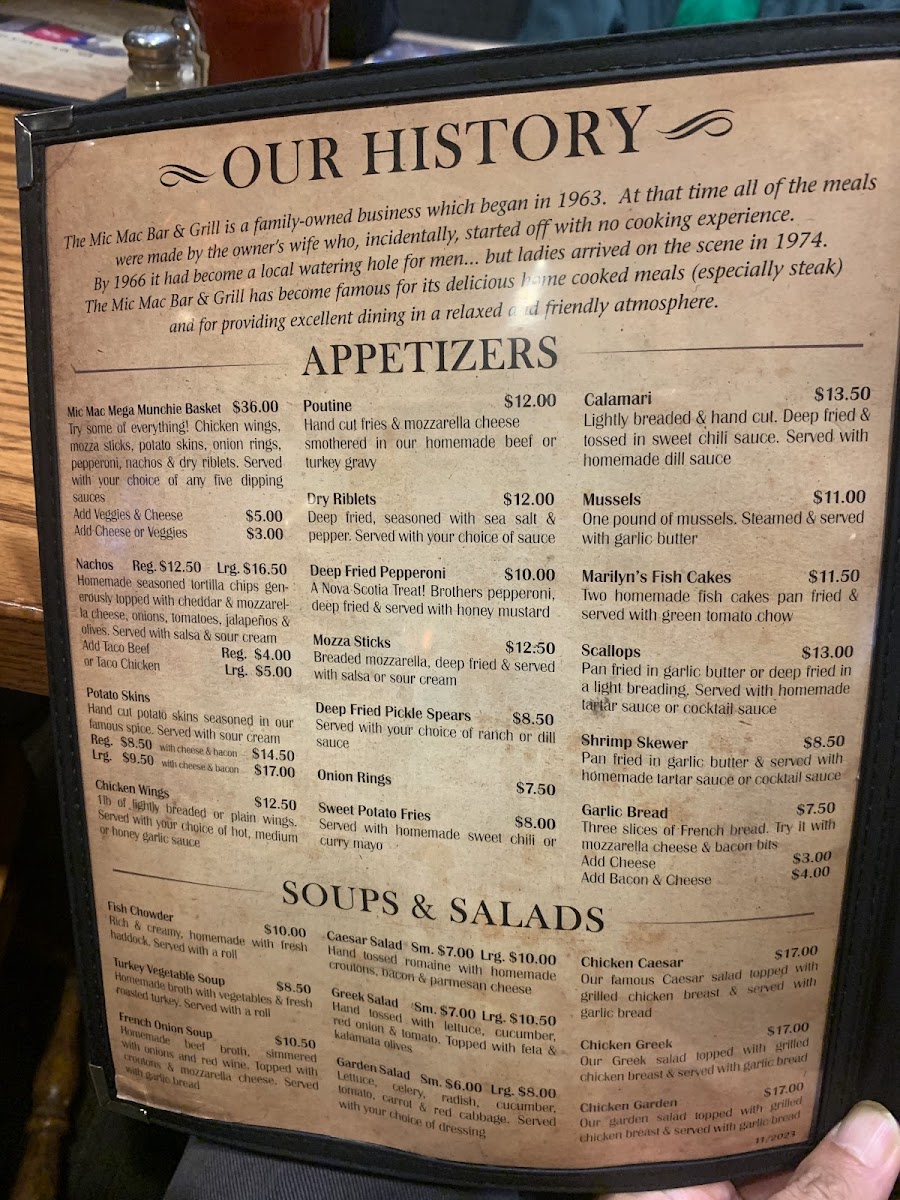 OUR HISTORY
The Mic Mac Bar & Grill is a family-owned business which began in 1963. At that time all of the meals
were made by the owner's wife who, incidentally, started off with no cooking experience.
By 1966 it had become a local watering hole for men... but ladies arrived on the scene in 1974.
The Mic Mac Bar & Grill has become famous for its delicious home cooked meals (especially steak)
and for providing excellent dining in a relaxed and friendly atmosphere.
APPETIZERS
Mic Mac Mega Munchie Basket $36.00
Try some of everything! Chicken wings,
mozza sticks, potato skins, onion rings,
pepperoni, nachos & dry riblets. Served
with your choice of any five dipping
sauces
Add Veggies & Cheese $5.00
Add Cheese or Veggies $3.00
Nachos Reg. $12.50 Lrg. $16.50
Homemade seasoned tortilla chips gen-
erously topped with cheddar & mozzarel-
la cheese, onions, tomatoes, jalapeños &
olives. Served with salsa & sour cream
Add Taco Beef Reg. $4.00
or Taco Chicken Lrg. $5.00
Potato Skins
Hand cut potato skins seasoned in our
famous spice. Served with sour cream
Reg. $8.50 with cheese & bacon $14.50
Lrg. $9.50 with cheese & bacon $17.00
Chicken Wings $12.50
1lb of lightly breaded or plain wings.
Served with your choice of hot, medium
or honey garlic sauce
Poutine $12.00
Hand cut fries & mozzarella cheese
smothered in our homemade beef or
turkey gravy
Dry Riblets $12.00
Deep fried, seasoned with sea salt &
pepper. Served with your choice of sauce
Deep Fried Pepperoni $10.00
A Nova Scotia Treat! Brothers pepperoni,
deep fried & served with honey mustard
Mozza Sticks $12.50
Breaded mozzarella, deep fried & served
with salsa or sour cream
Deep Fried Pickle Spears $8.50
Served with your choice of ranch or dill
sauce
Onion Rings $7.50
Sweet Potato Fries $8.00
Served with homemade sweet chili or
curry mayo
Calamari $13.50
Lightly breaded & hand cut. Deep fried &
tossed in sweet chili sauce. Served with
homemade dill sauce
Mussels $11.00
One pound of mussels. Steamed & served
with garlic butter
Marilyn's Fish Cakes $11.50
Two homemade fish cakes pan fried &
served with green tomato chow
Scallops $13.00
Pan fried in garlic butter or deep fried in
a light breading. Served with homemade
tartar sauce or cocktail sauce
Shrimp Skewer $8.50
Pan fried in garlic butter & served with
homemade tartar sauce or cocktail sauce
Garlic Bread $7.50
Three slices of French bread. Try it with
mozzarella cheese & bacon bits
Add Cheese $3.00
Add Bacon & Cheese $4.00
SOUPS & SALADS
Fish Chowder $10.00
Rich & creamy, homemade with fresh
haddock. Served with a roll
Turkey Vegetable Soup $8.50
Homemade broth with vegetables & fresh
roasted turkey. Served with a roll
French Onion Soup $10.50
Homemade beef broth, simmered
with onions and red wine. Topped with
croutons & mozzarella cheese. Served
with garlic bread
Caesar Salad Sm. $7.00 Lrg. $10.00
Hand tossed romaine with homemade
croutons, bacon & parmesan cheese
Greek Salad Sm. $7.00 Lrg. $10.50
Hand tossed with lettuce, cucumber,
red onion & tomato. Topped with feta &
kalamata olives
Garden Salad Sm. $6.00 Lrg. $8.00
Lettuce, celery, radish, cucumber,
tomato, carrot & red cabbage. Served
with your choice of dressing
Chicken Caesar $17.00
Our famous Caesar salad topped with
grilled chicken breast & served with
garlic bread
Chicken Greek $17.00
Our Greek salad topped with grilled
chicken breast & served with garlic bread
Chicken Garden $17.00
Our garden salad topped with grilled
chicken breast & served with garlic bread
11/2023